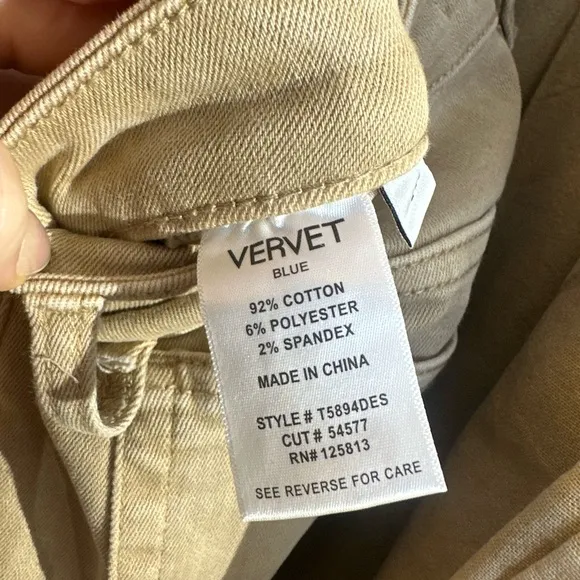 VERVET
BLUE
92% COTTON
6% POLYESTER
2% SPANDEX
MADE IN CHINA
STYLE # T5894DES
CUT # 54577
RN# 125813
SEE REVERSE FOR CARE